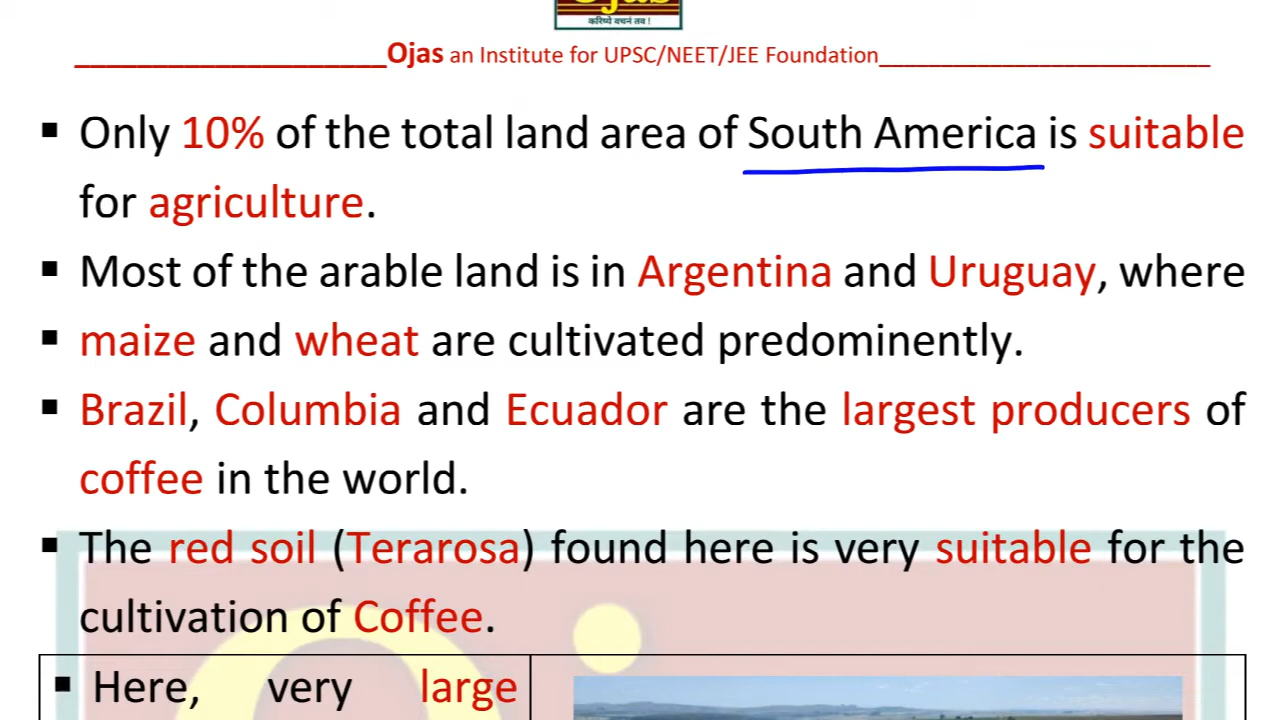 करिष्ये वचनं तव !
Ojas an Institute for UPSC/NEET/JEE Foundation
▪ Only 10% of the total land area of South America is suitable
for agriculture.
▪ Most of the arable land is in Argentina and Uruguay, where
▪ maize and wheat are cultivated predominently.
▪ Brazil, Columbia and Ecuador are the largest producers of
coffee in the world.
▪ The red soil (Terarosa) found here is very suitable for the
cultivation of Coffee.
▪ Here, very large